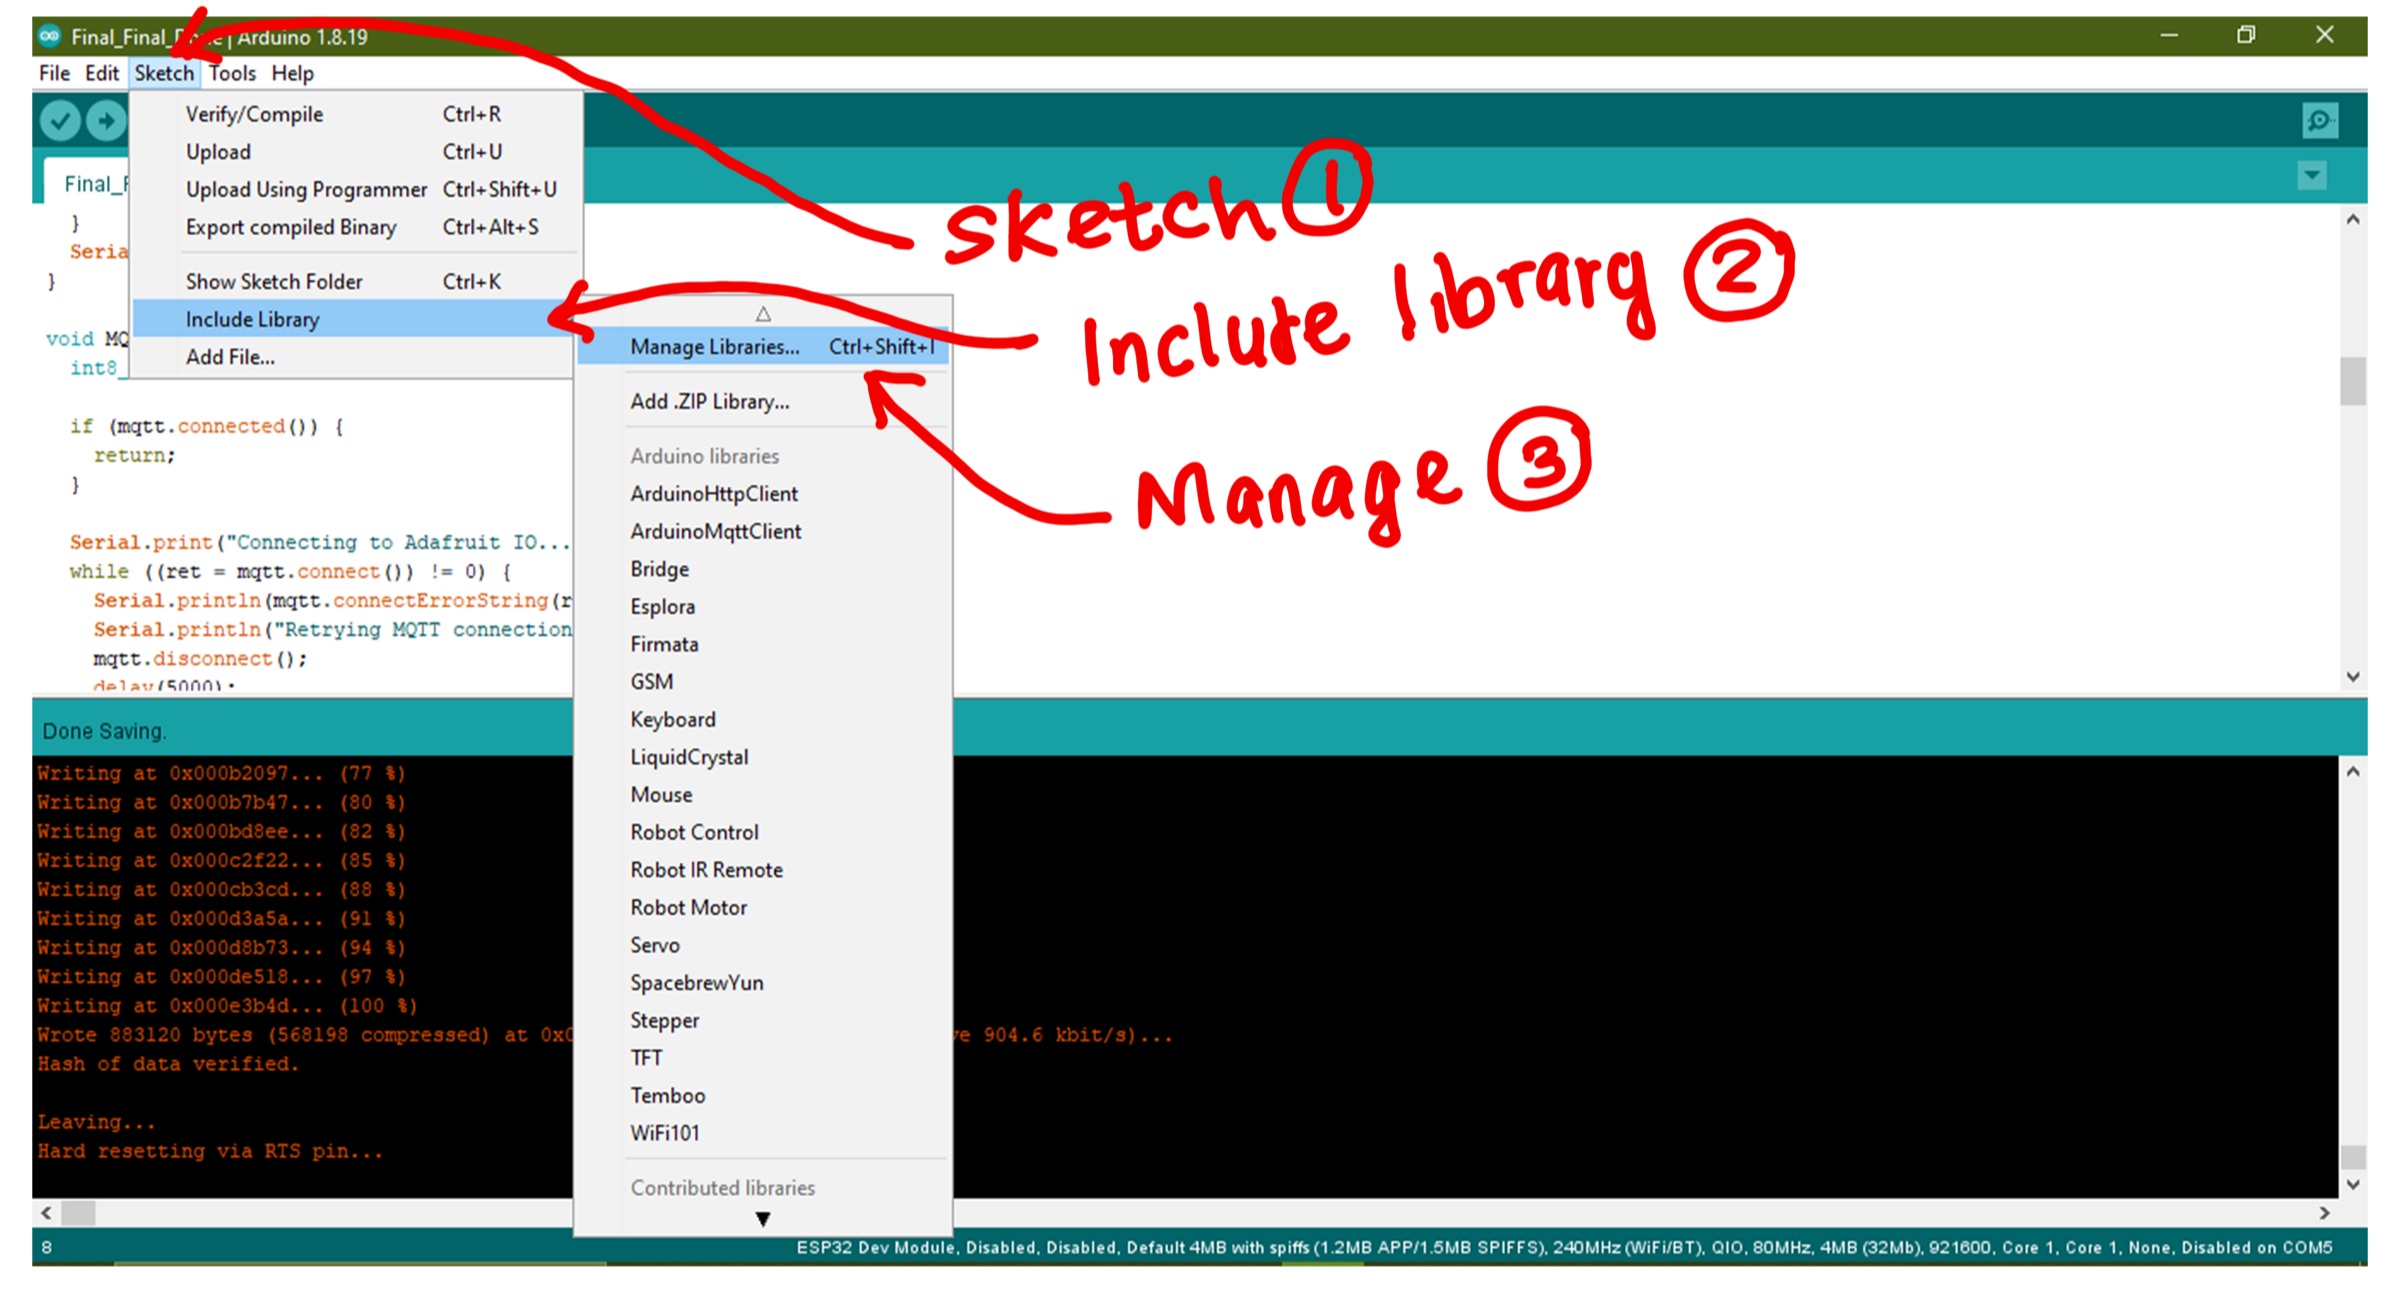 Final_Final_ | Arduino 1.8.19
File Edit Sketch Tools Help
Verify/Compile Ctrl+R
Upload Ctrl+U
Upload Using Programmer Ctrl+Shift+U
Export compiled Binary Ctrl+Alt+S
Show Sketch Folder Ctrl+K
Include Library
Add File...
Sketch 1
Include library 2
Manage 3
Manage Libraries... Ctrl+Shift+I
Add .ZIP Library...
Arduino libraries
ArduinoHttpClient
ArduinoMqttClient
Bridge
Esplora
Firmata
GSM
Keyboard
LiquidCrystal
Mouse
Robot Control
Robot IR Remote
Robot Motor
Servo
SpacebrewYun
Stepper
TFT
Temboo
WiFi101
Contributed libraries
Final_F
}
Seria
}
void MQ
int8_
if (mqtt.connected()) {
return;
}
Serial.print("Connecting to Adafruit IO...
while ((ret = mqtt.connect()) != 0) {
Serial.println(mqtt.connectErrorString(r
Serial.println("Retrying MQTT connection
mqtt.disconnect();
delay(5000);
Done Saving.
Writing at 0x000b2097... (77 %)
Writing at 0x000b7b47... (80 %)
Writing at 0x000bd8ee... (82 %)
Writing at 0x000c2f22... (85 %)
Writing at 0x000cb3cd... (88 %)
Writing at 0x000d3a5a... (91 %)
Writing at 0x000d8b73... (94 %)
Writing at 0x000de518... (97 %)
Writing at 0x000e3b4d... (100 %)
Wrote 883120 bytes (568198 compressed) at 0x0 ve 904.6 kbit/s)...
Hash of data verified.
Leaving...
Hard resetting via RTS pin...
8 ESP32 Dev Module, Disabled, Disabled, Default 4MB with spiffs (1.2MB APP/1.5MB SPIFFS), 240MHz (WiFi/BT), QIO, 80MHz, 4MB (32Mb), 921600, Core 1, Core 1, None, Disabled on COM5